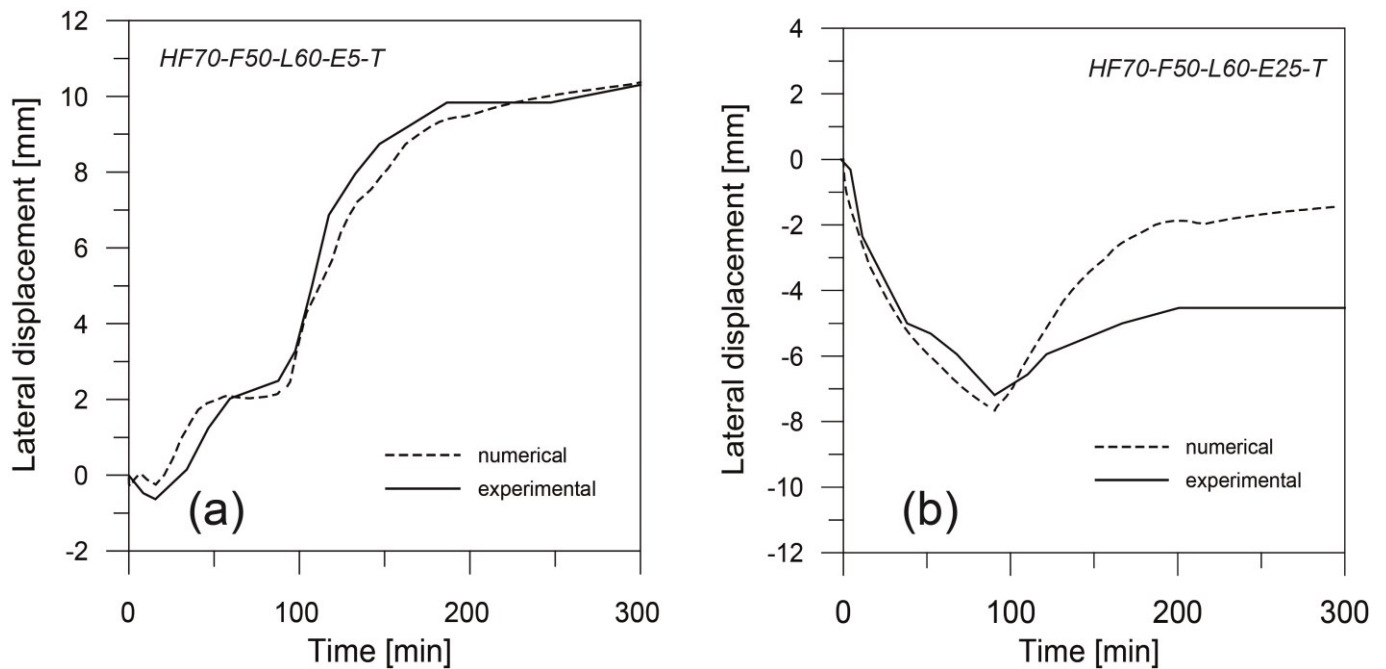 12
10
8
6
4
2
0
-2
Lateral displacement [mm]
HF70-F50-L60-E5-T
numerical
experimental
(a)
0
100
200
300
Time [min]
4
2
0
-2
-4
-6
-8
-10
-12
Lateral displacement [mm]
HF70-F50-L60-E25-T
numerical
experimental
(b)
0
100
200
300
Time [min]